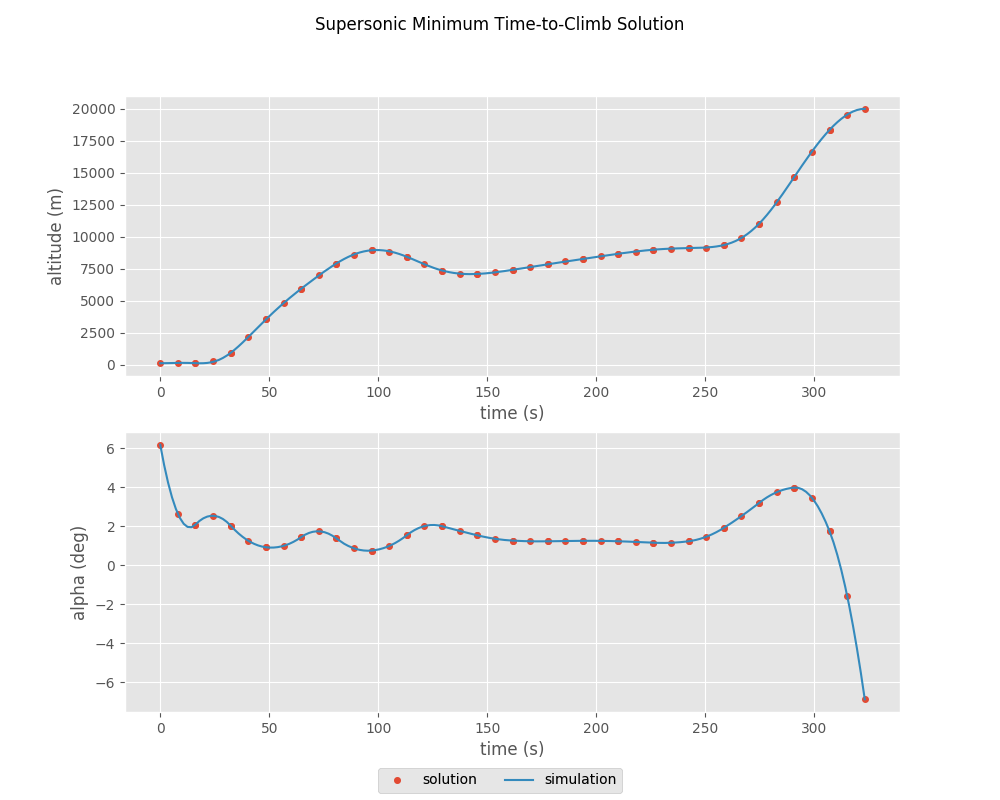 Supersonic Minimum Time-to-Climb Solution
20000
17500
15000
12500
10000
7500
5000
2500
0
altitude (m)
0 50 100 150 200 250 300
time (s)
6
4
2
0
−2
−4
−6
alpha (deg)
0 50 100 150 200 250 300
time (s)
solution simulation